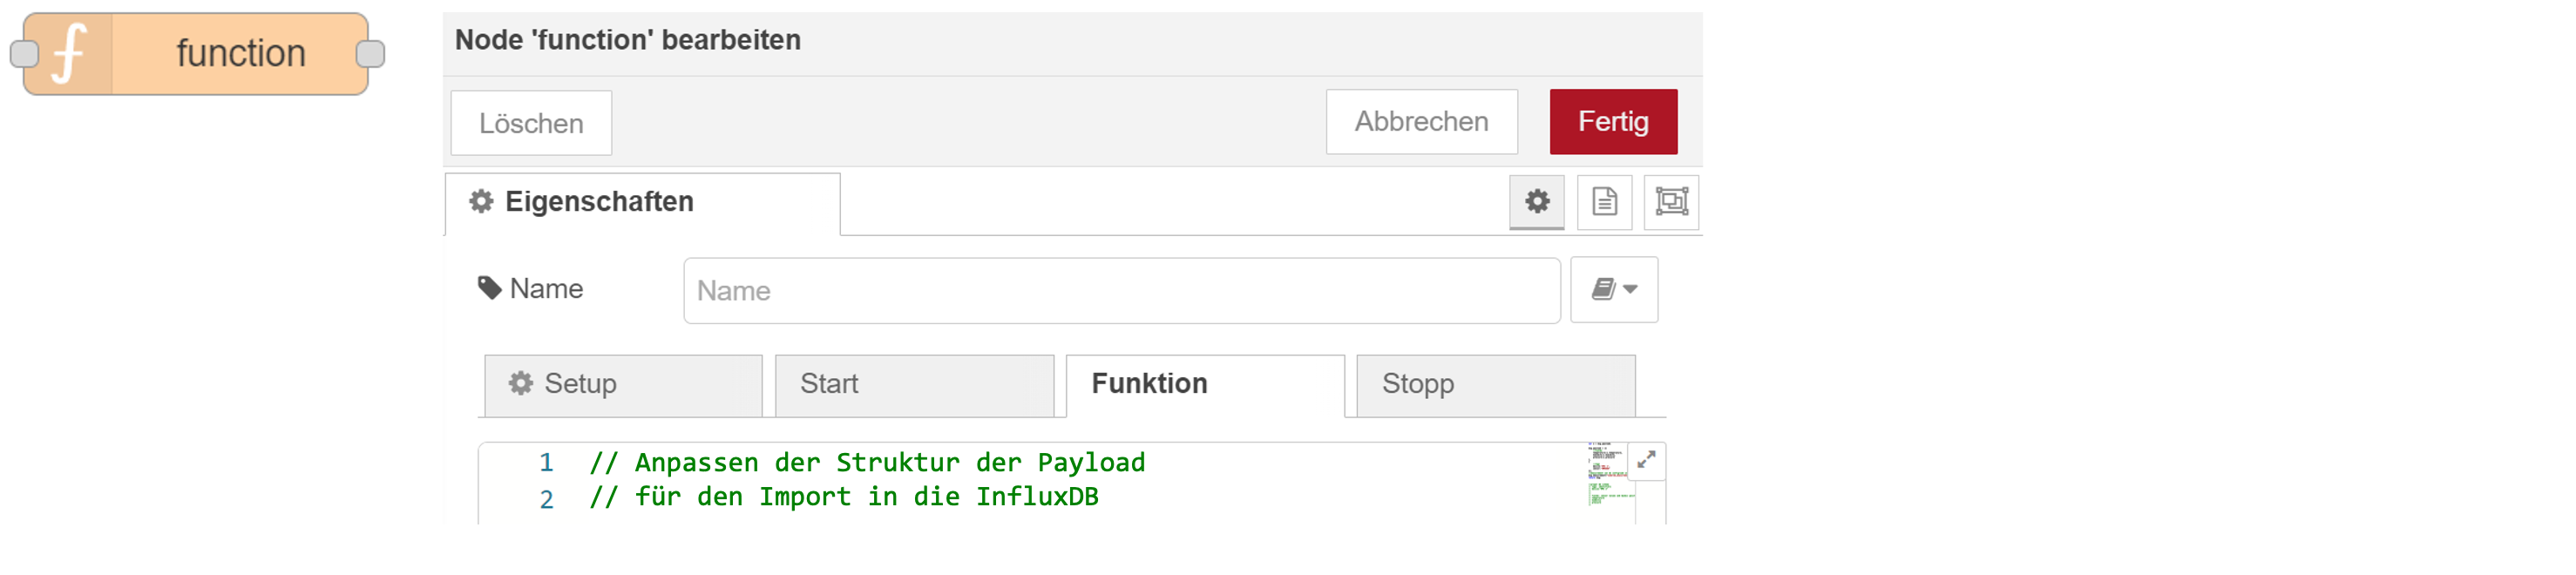 function
Node 'function' bearbeiten
Löschen
Abbrechen
Fertig
Eigenschaften
Name
Name
Setup
Start
Funktion
Stopp
1 // Anpassen der Struktur der Payload
2 // für den Import in die InfluxDB